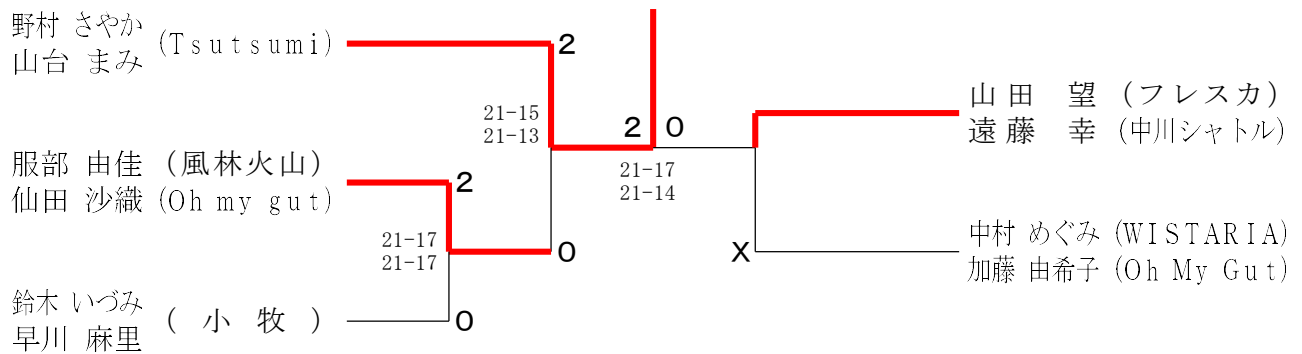 野村 さやか
山台 まみ
(Tsutsumi)
2
21-15
21-13
服部 由佳 (風林火山)
仙田 沙織 (Oh my gut)
2
21-17
21-17
0
鈴木 いづみ
早川 麻里
( 小 牧 )
0
2 0
21-17
21-14
山田 望 (フレスカ)
遠藤 幸 (中川シャトル)
X
中村 めぐみ (WISTARIA)
加藤 由希子 (Oh My Gut)